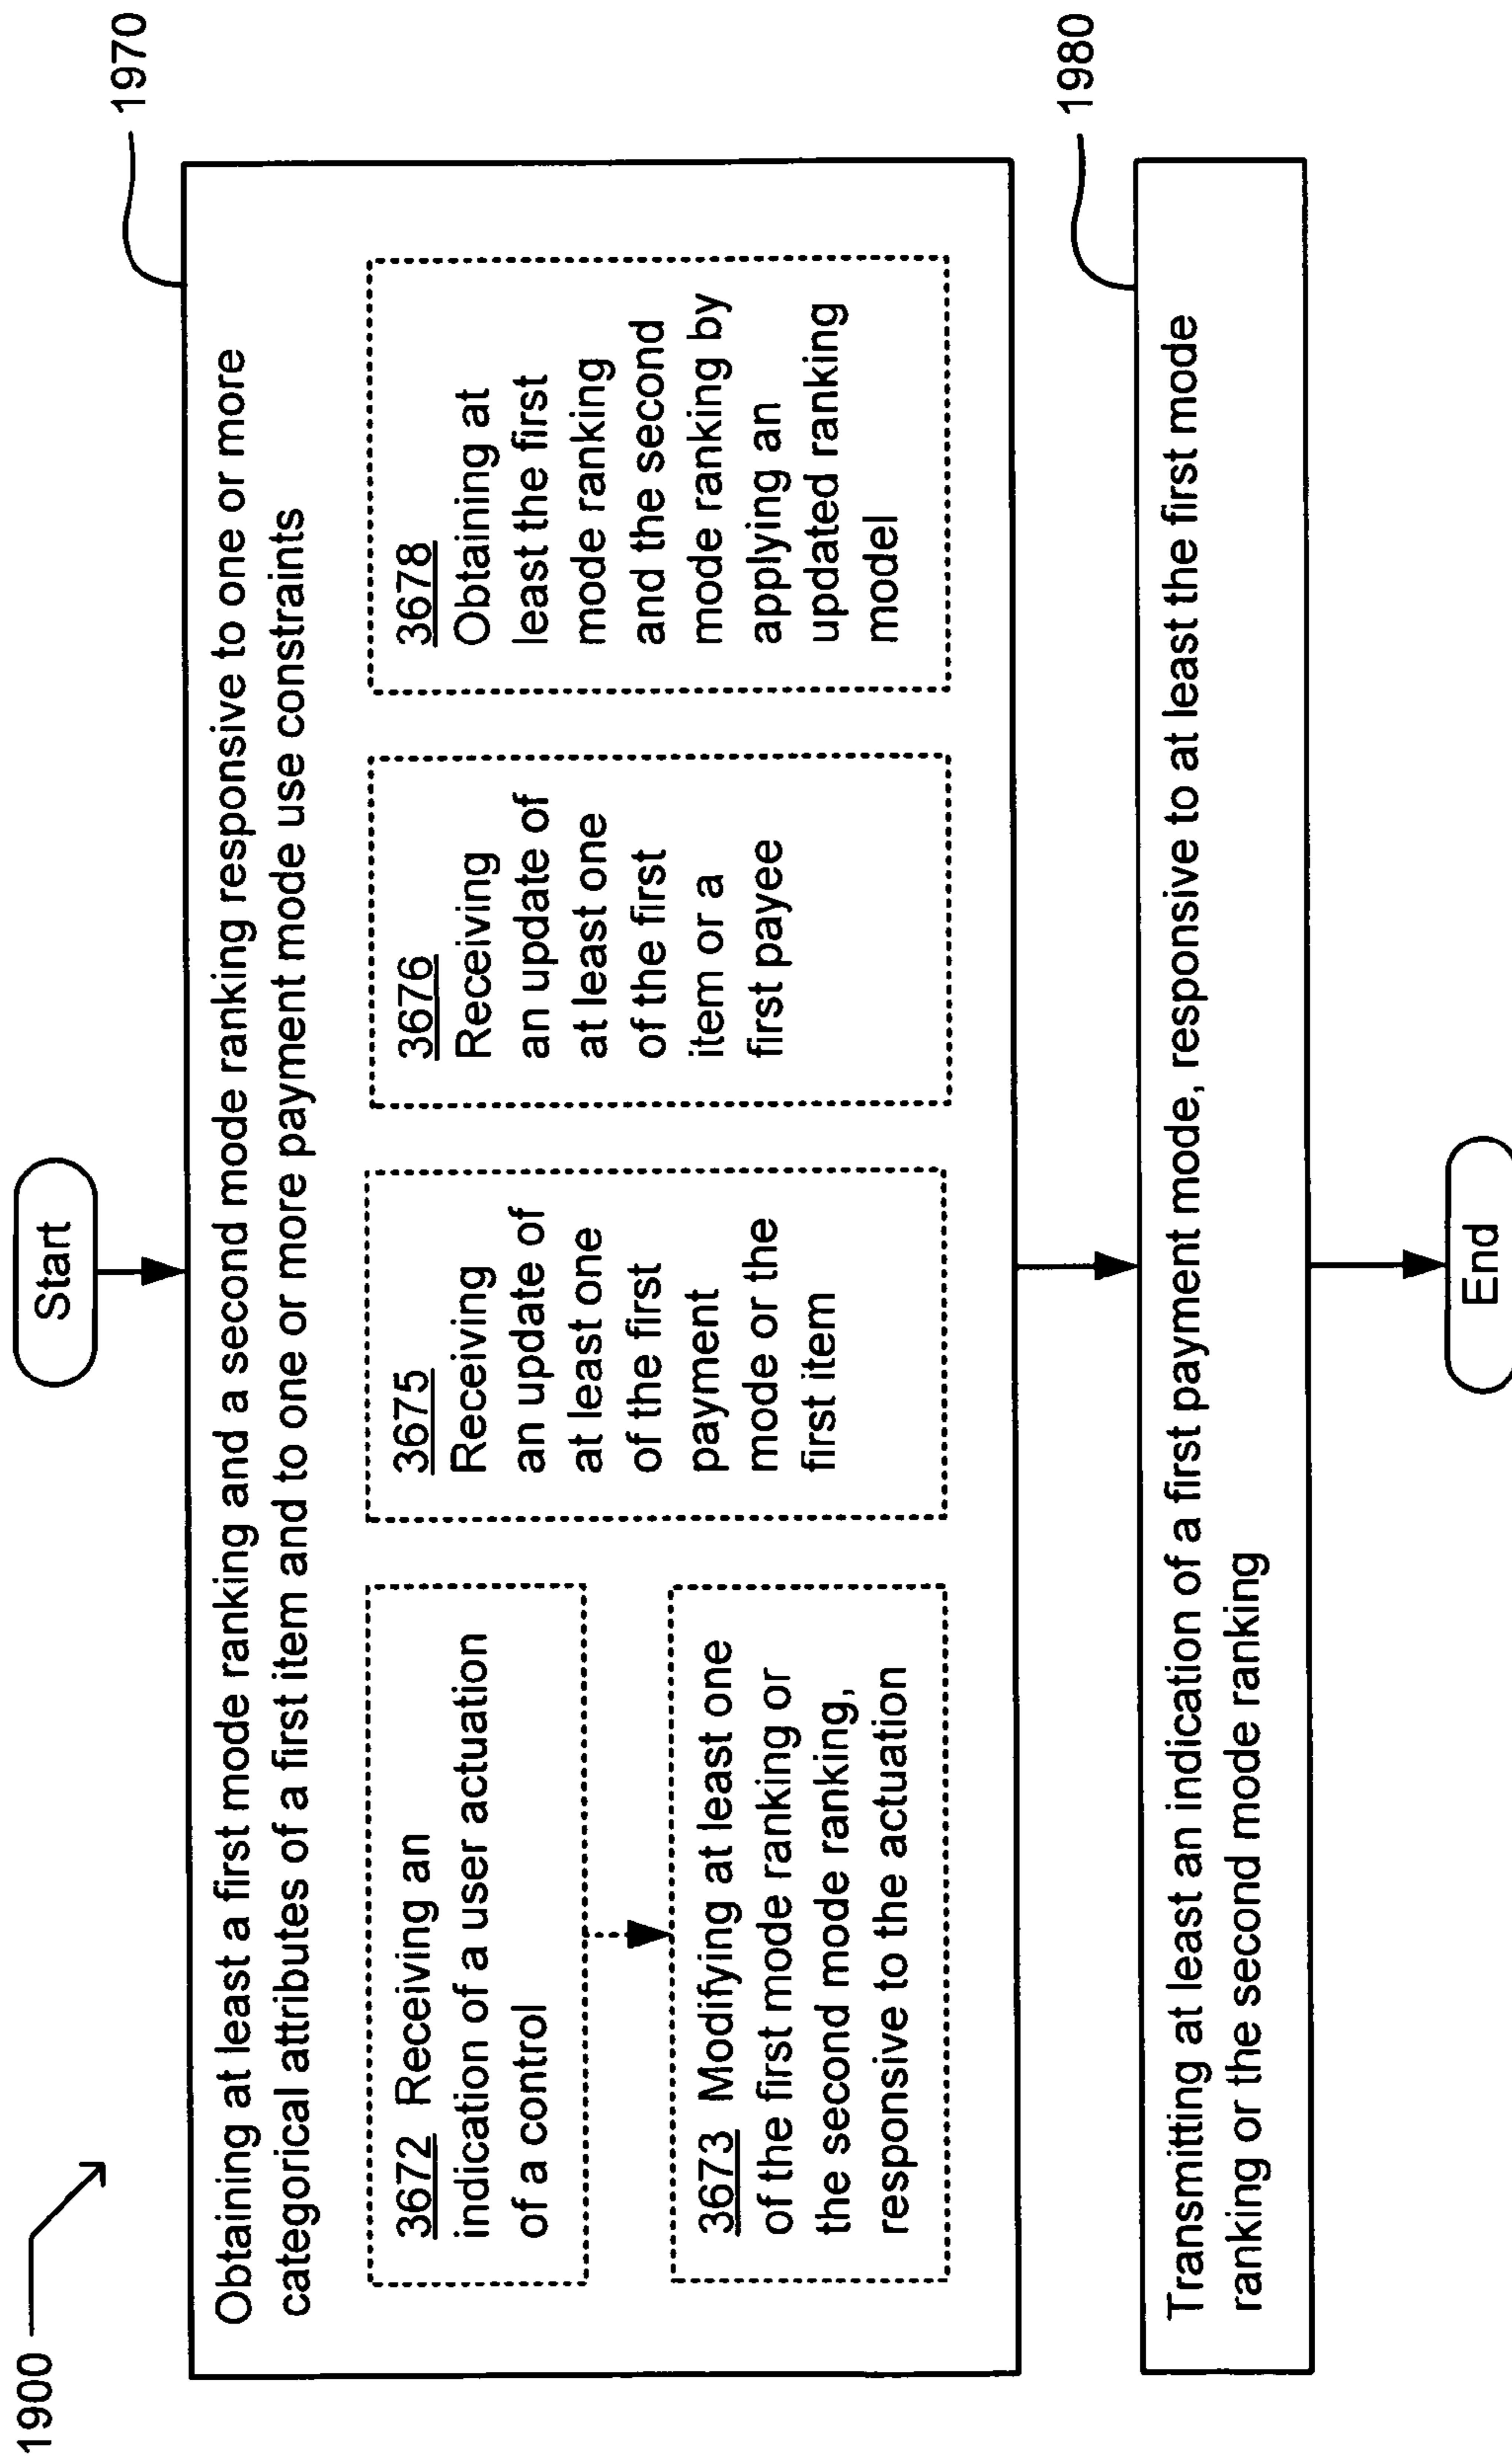 1900
Start
1970
Obtaining at least a first mode ranking and a second mode ranking responsive to one or more
categorical attributes of a first item and to one or more payment mode use constraints
3672 Receiving an
indication of a user actuation
of a control
3673 Modifying at least one
of the first mode ranking or
the second mode ranking,
responsive to the actuation
3675
Receiving
an update of
at least one
of the first
payment
mode or the
first item
3676
Receiving
an update of
at least one
of the first
item or a
first payee
3678
Obtaining at
least the first
mode ranking
and the second
mode ranking by
applying an
updated ranking
model
1980
Transmitting at least an indication of a first payment mode, responsive to at least the first mode
ranking or the second mode ranking
End